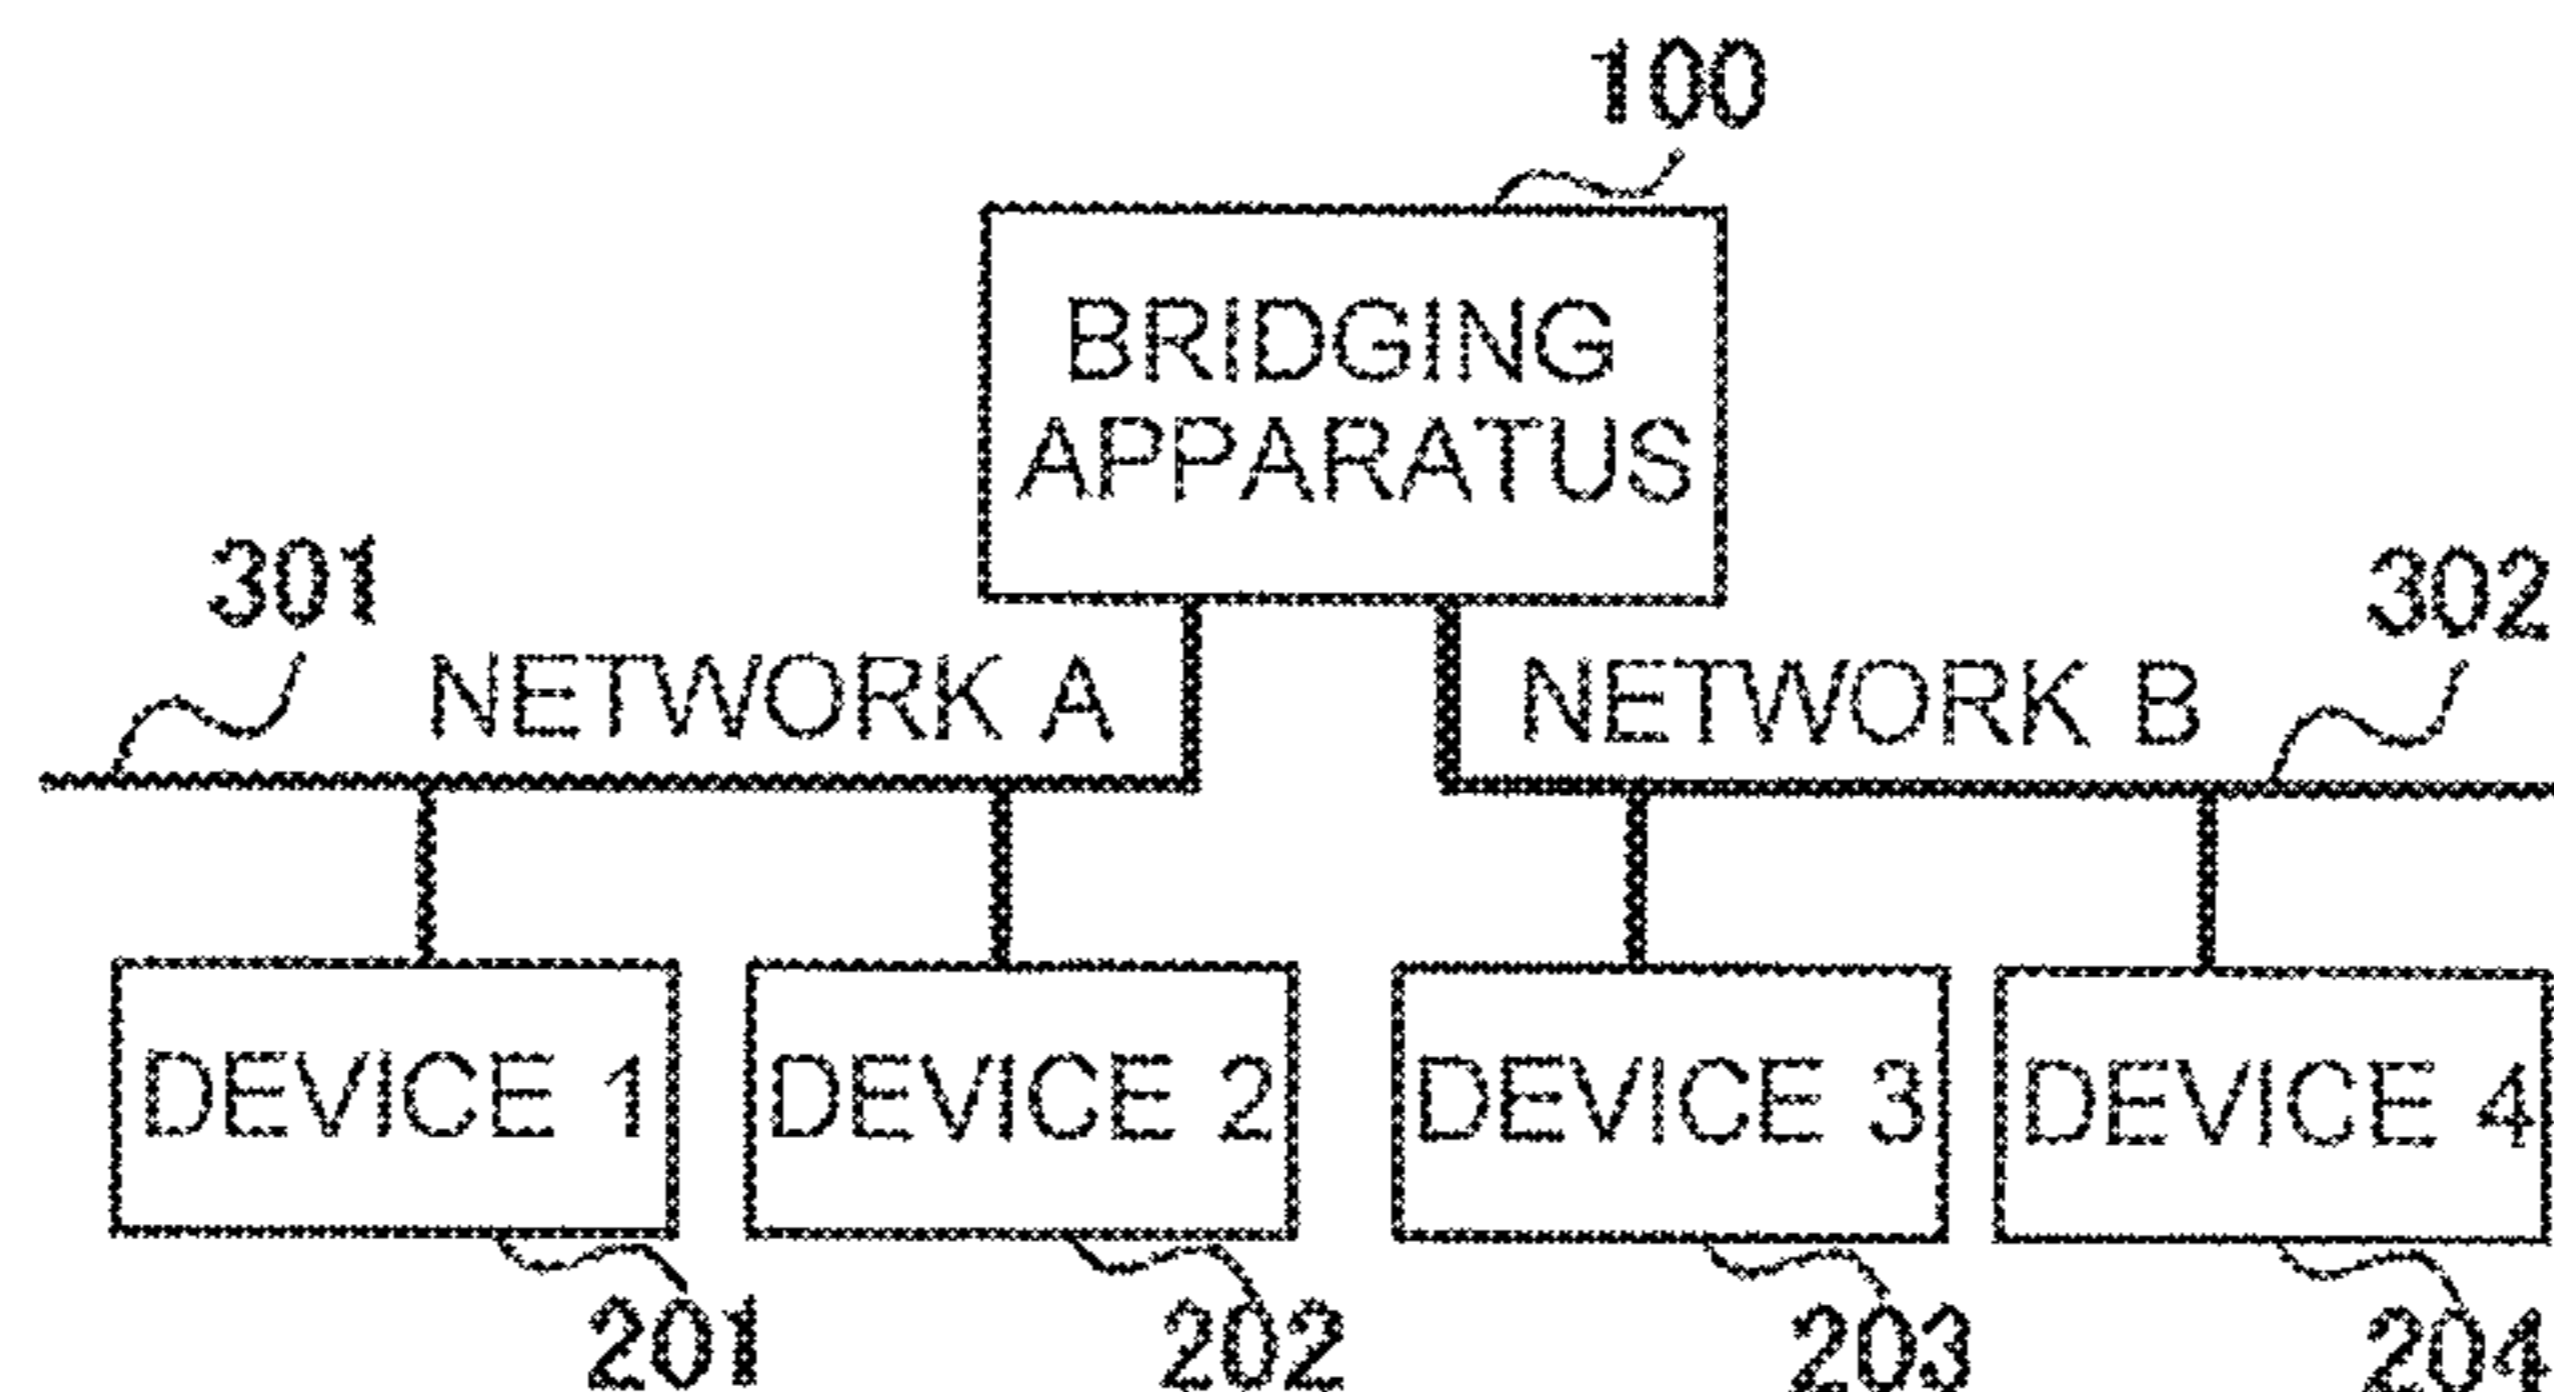 100
BRIDGING
APPARATUS
301
302
NETWORK A
NETWORK B
DEVICE 1
DEVICE 2
DEVICE 3
DEVICE 4
201
202
203
204